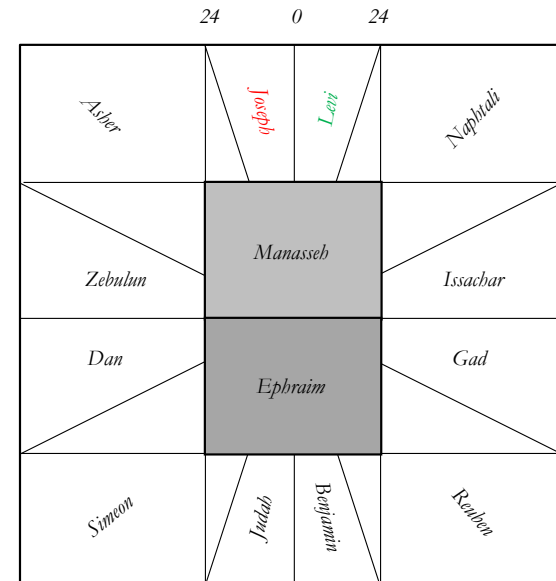 24 0 24
Asher Joseph Levi Naphtali
Manasseh
Zebulun Issachar
Dan Gad
Ephraim
Simeon Judah Benjamin Reuben